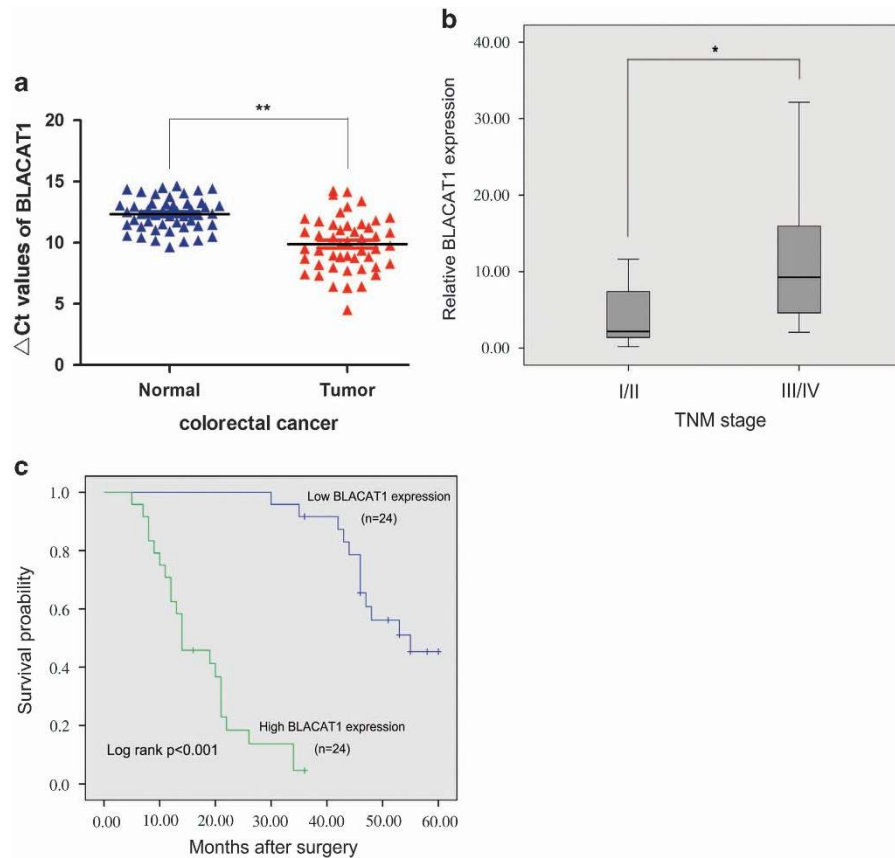 a
△Ct values of BLACAT1
20
15
10
5
0
**
Normal
Tumor
colorectal cancer
b
Relative BLACAT1 expression
40.00
30.00
20.00
10.00
0.00
*
I/II
III/IV
TNM stage
c
Survival proability
1.0
0.8
0.6
0.4
0.2
0.0
Low BLACAT1 expression
(n=24)
High BLACAT1 expression
(n=24)
Log rank p<0.001
0.00 10.00 20.00 30.00 40.00 50.00 60.00
Months after surgery